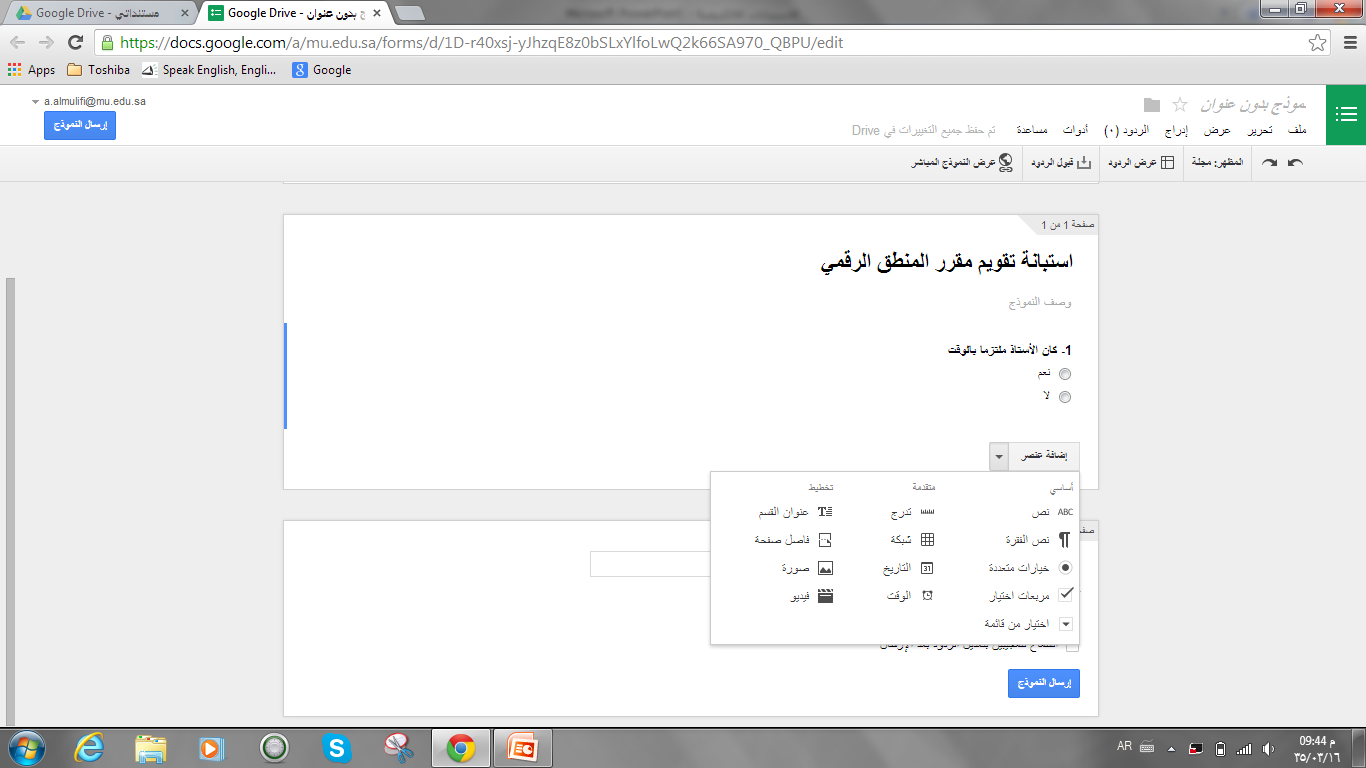 Google Drive - مستنداتي
ج بدون عنوان - Google Drive
https://docs.google.com/a/mu.edu.sa/forms/d/1D-r40xsj-yJhzqE8z0bSLxYlfoLwQ2k66SA970_QBPU/edit
Apps Toshiba Speak English, Engli... Google
a.almulifi@mu.edu.sa
نموذج بدون عنوان
إرسال النموذج
ملف تحرير عرض إدراج الردود (٠) أدوات مساعدة تم حفظ جميع التغييرات في Drive
المظهر: مجلة عرض الردود قبول الردود عرض النموذج المباشر
صفحة 1 من 1
استبانة تقويم مقرر المنطق الرقمي
وصف النموذج
1- كان الأستاذ ملتزما بالوقت
نعم
لا
إضافة عنصر
أساسي متقدمة تخطيط
ABC نص تدرج عنوان القسم
نص الفقرة شبكة فاصل صفحة
خيارات متعددة 31 التاريخ صورة
مربعات اختيار الوقت فيديو
اختيار من قائمة
إرسال النموذج
AR
09:44 م
٣٥/٠٣/١٦